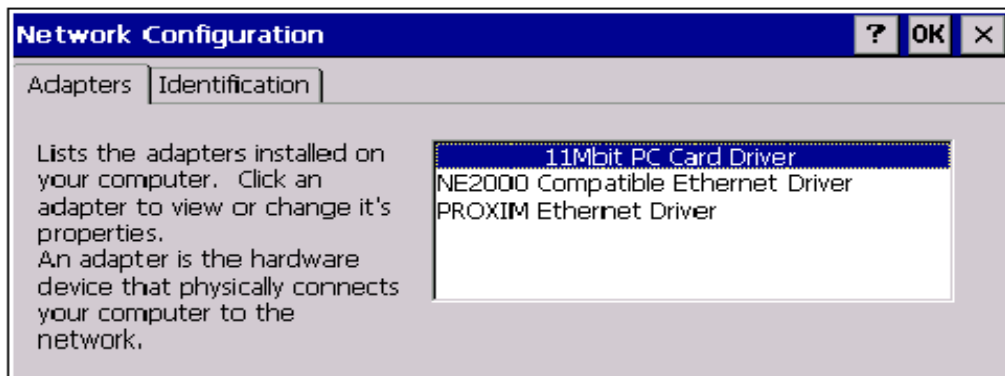 Network Configuration
? OK ×
Adapters Identification
Lists the adapters installed on
your computer. Click an
adapter to view or change it's
properties.
An adapter is the hardware
device that physically connects
your computer to the
network.
11Mbit PC Card Driver
NE2000 Compatible Ethernet Driver
PROXIM Ethernet Driver